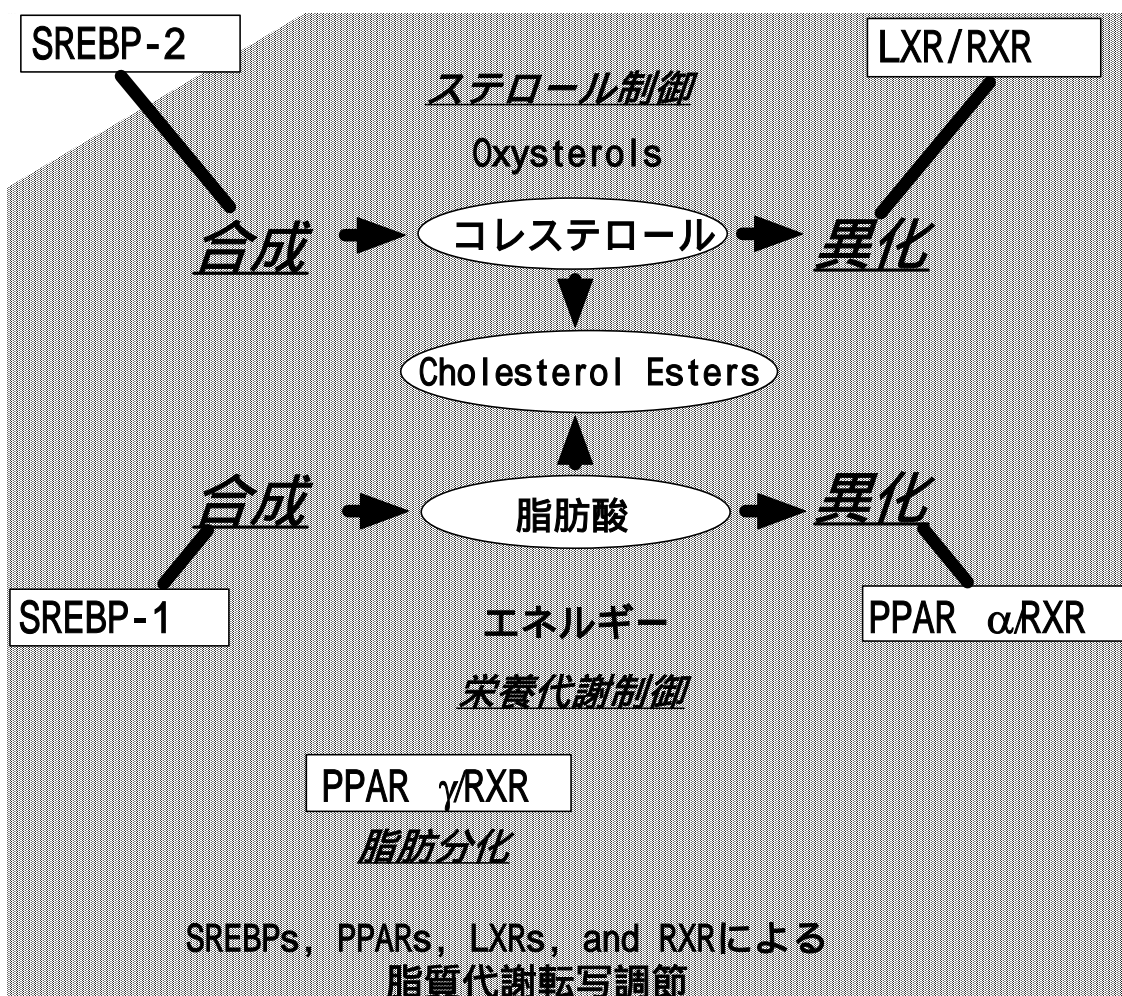 SREBP-2
LXR/RXR
ステロール制御
Oxysterols
合成
コレステロール
異化
Cholesterol Esters
合成
脂肪酸
異化
SREBP-1
エネルギー
PPAR α/RXR
栄養代謝制御
PPAR γ/RXR
脂肪分化
SREBPs, PPARs, LXRs, and RXRによる
脂質代謝転写調節